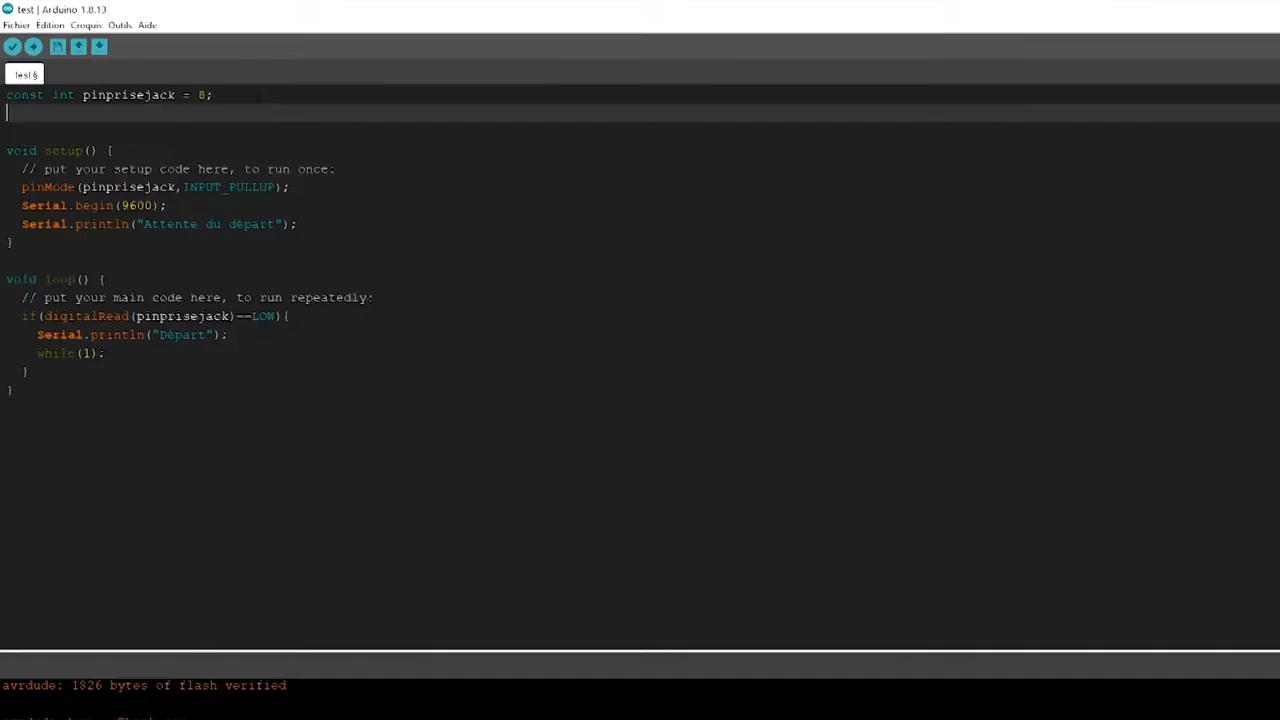 test | Arduino 1.8.13
Fichier Édition Croquis Outils Aide
test§
const int pinprisejack = 8;
void setup() {
// put your setup code here, to run once:
pinMode(pinprisejack,INPUT_PULLUP);
Serial.begin(9600);
Serial.println("Attente du départ");
}
void loop() {
// put your main code here, to run repeatedly:
if(digitalRead(pinprisejack)==LOW){
Serial.println("Départ");
while(1);
}
}
avrdude: 1826 bytes of flash verified